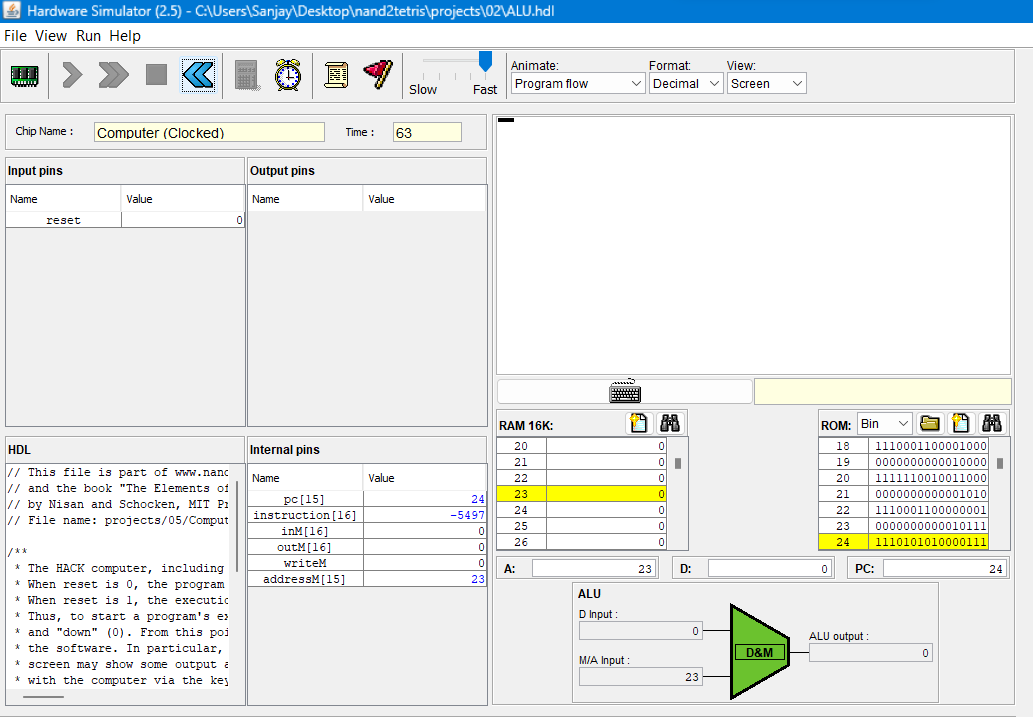 Hardware Simulator (2.5) - C:\Users\Sanjay\Desktop\nand2tetris\projects\02\ALU.hdl
File View Run Help
Slow Fast
Animate: Format: View:
Program flow Decimal Screen
Chip Name : Computer (Clocked) Time : 63
Input pins
Name Value
reset 0
Output pins
Name Value
HDL
// This file is part of www.nand
// and the book "The Elements of
// by Nisan and Schocken, MIT Pr
// File name: projects/05/Comput
/**
* The HACK computer, including
* When reset is 0, the program
* When reset is 1, the executio
* Thus, to start a program's ex
* and "down" (0). From this poi
* the software. In particular,
* screen may show some output a
* with the computer via the key
Internal pins
Name Value
pc[15] 24
instruction[16] -5497
inM[16] 0
outM[16] 0
writeM 0
addressM[15] 23
RAM 16K:
20 0
21 0
22 0
23 0
24 0
25 0
26 0
ROM: Bin
18 1110001100001000
19 0000000000010000
20 1111110010011000
21 0000000000001010
22 1110001100000001
23 0000000000010111
24 1110101010000111
A: 23 D: 0 PC: 24
ALU
D Input :
0
M/A Input :
23
D&M
ALU output :
0